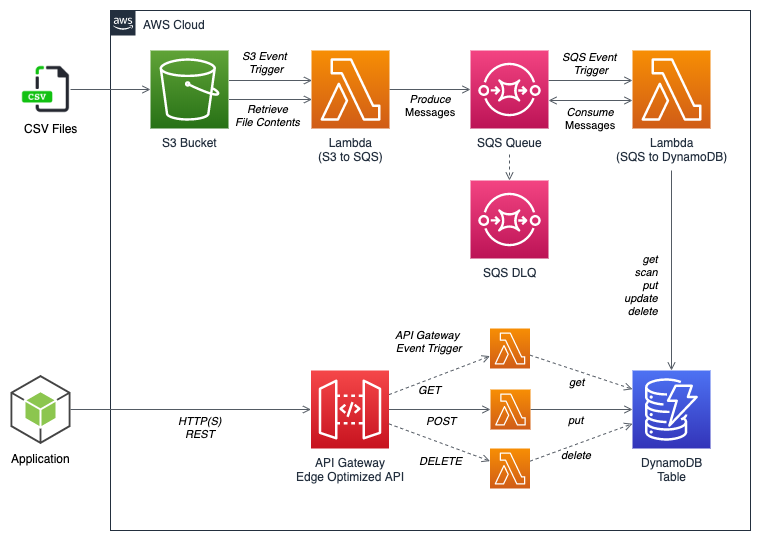 aws
AWS Cloud
CSV
CSV Files
S3 Event
Trigger
Retrieve
File Contents
S3 Bucket
Lambda
(S3 to SQS)
Produce
Messages
SQS Queue
SQS Event
Trigger
Consume
Messages
Lambda
(SQS to DynamoDB)
SQS DLQ
get
scan
put
update
delete
API Gateway
Event Trigger
GET
get
HTTP(S)
REST
POST
put
DELETE
delete
Application
API Gateway
Edge Optimized API
</>
DynamoDB
Table